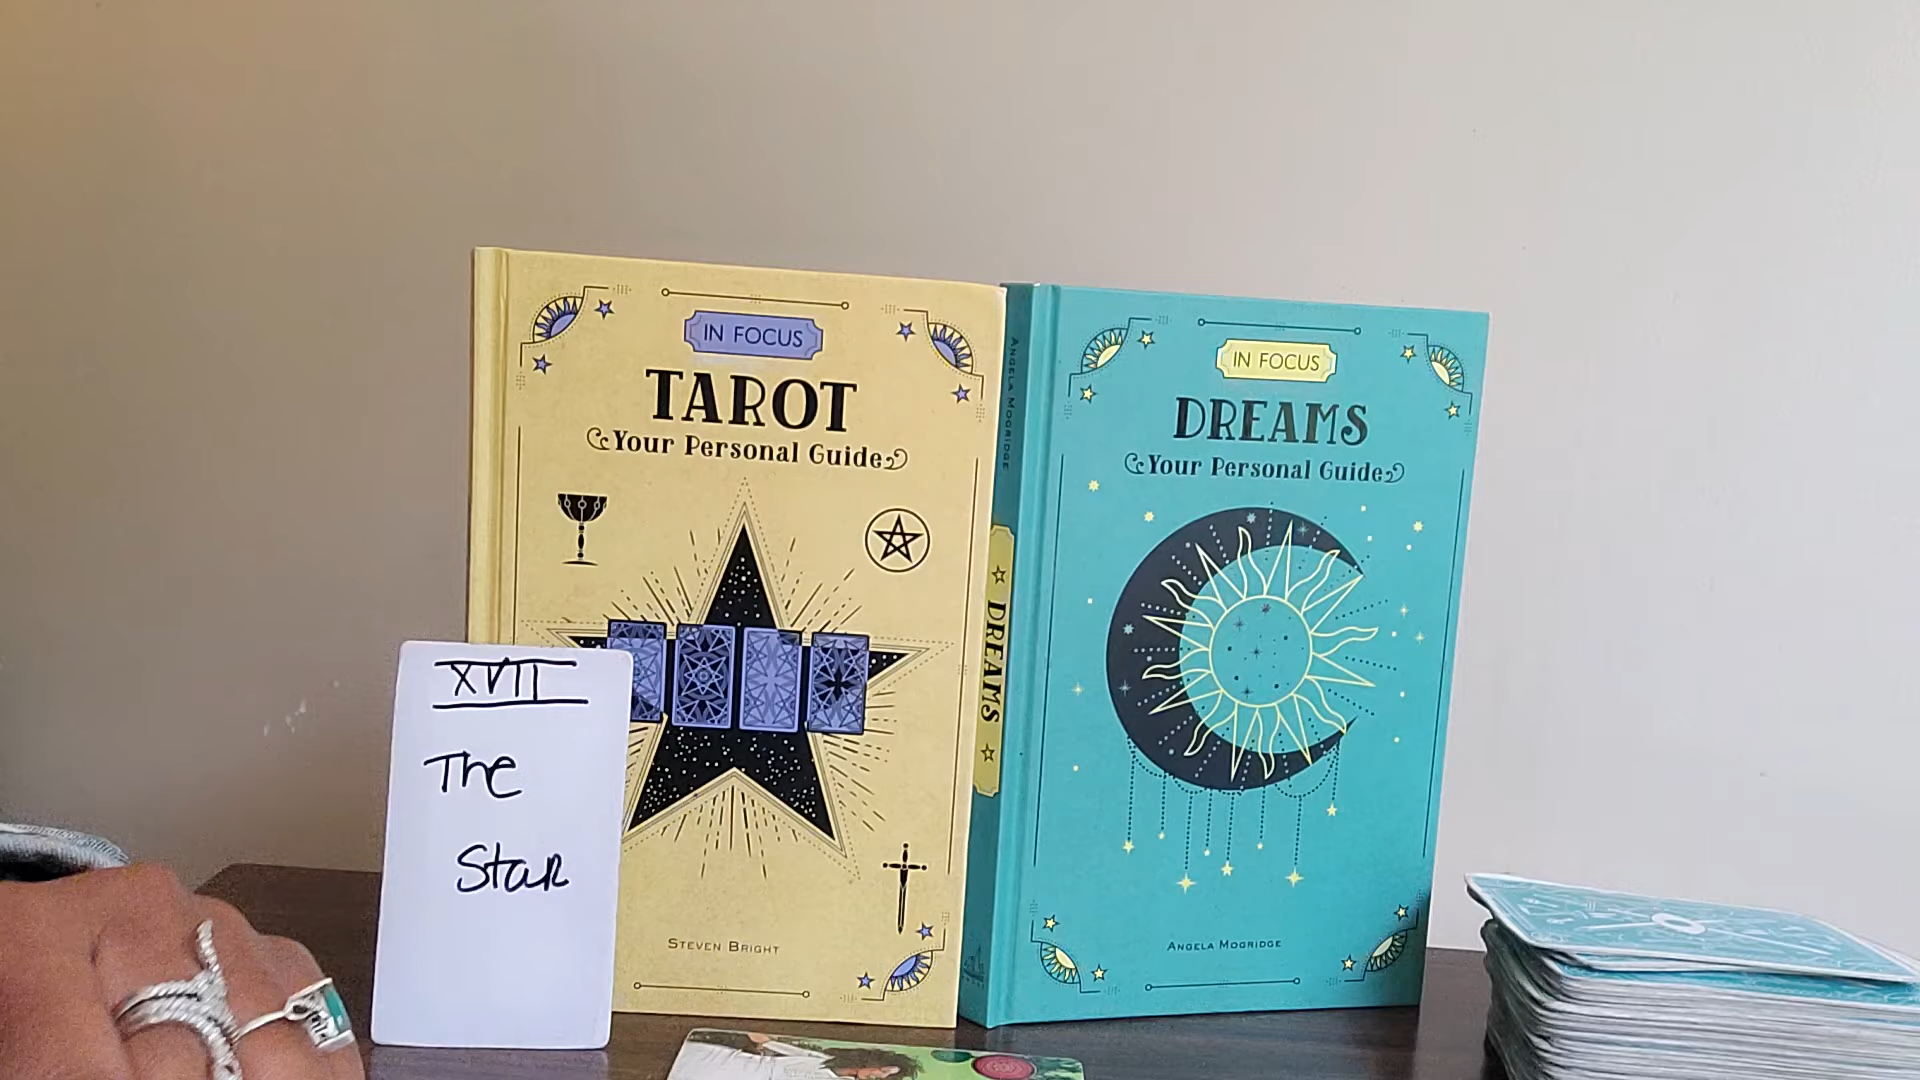 IN FOCUS
TAROT
Your Personal Guide
STEVEN BRIGHT
XVII
The
Star
ANGELA MOGRIDGE
DREAMS
IN FOCUS
DREAMS
Your Personal Guide
ANGELA MOGRIDGE